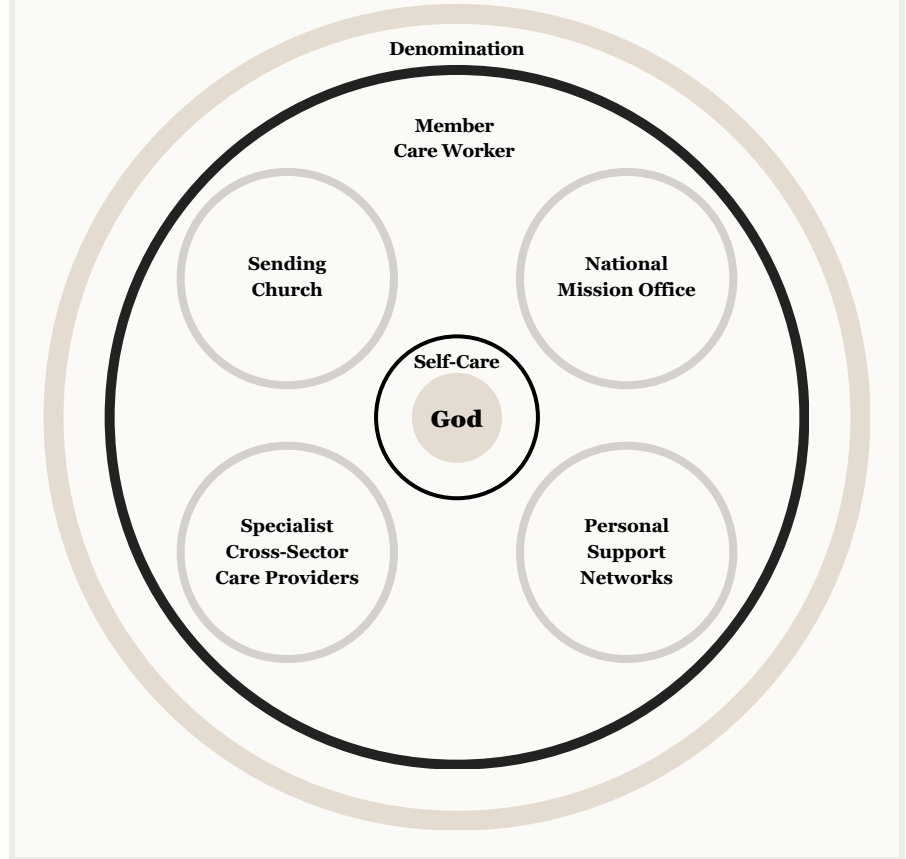 Denomination
Member
Care Worker
Sending
Church
National
Mission Office
Self-Care
God
Specialist
Cross-Sector
Care Providers
Personal
Support
Networks